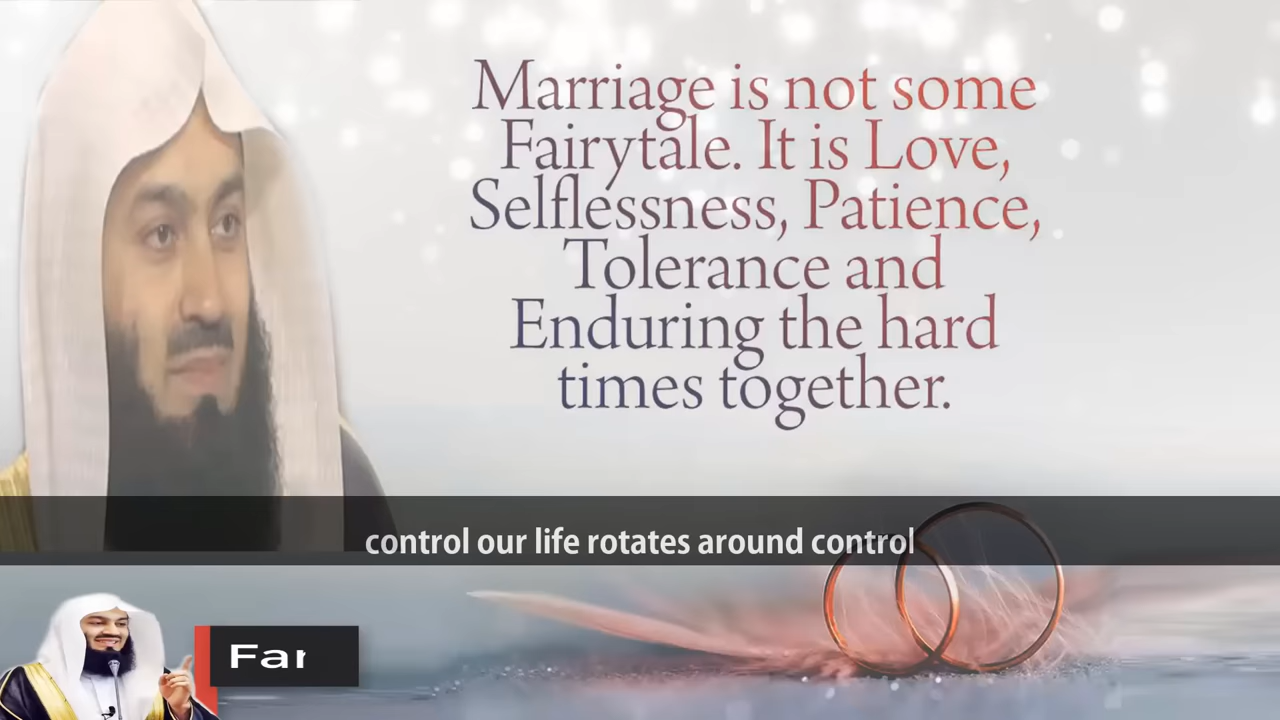 Marriage is not some
Fairytale. It is Love,
Selflessness, Patience,
Tolerance and
Enduring the hard
times together.
control our life rotates around control
Far